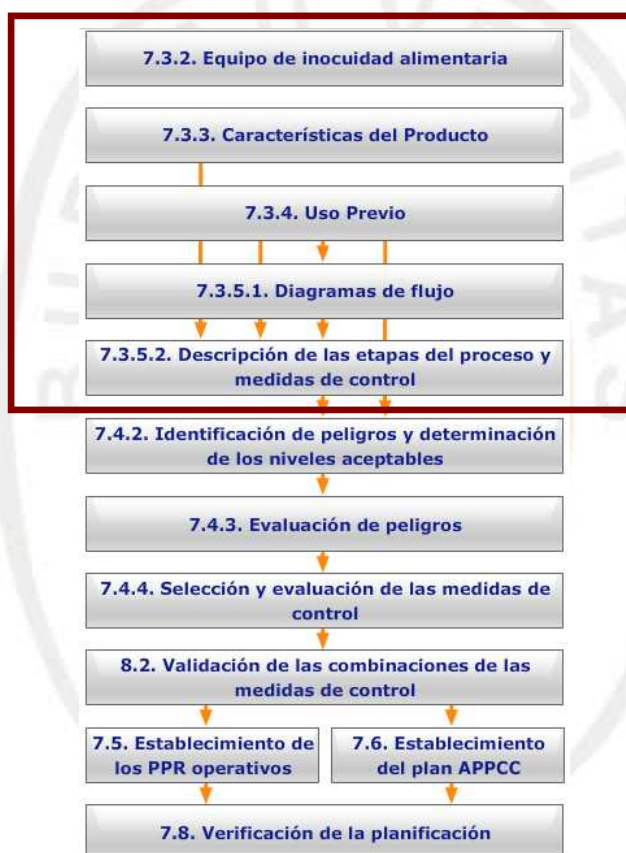 7.3.2. Equipo de inocuidad alimentaria
7.3.3. Características del Producto
7.3.4. Uso Previo
7.3.5.1. Diagramas de flujo
7.3.5.2. Descripción de las etapas del proceso y
medidas de control
7.4.2. Identificación de peligros y determinación
de los niveles aceptables
7.4.3. Evaluación de peligros
7.4.4. Selección y evaluación de las medidas de
control
8.2. Validación de las combinaciones de las
medidas de control
7.5. Establecimiento de
los PPR operativos
7.6. Establecimiento
del plan APPCC
7.8. Verificación de la planificación